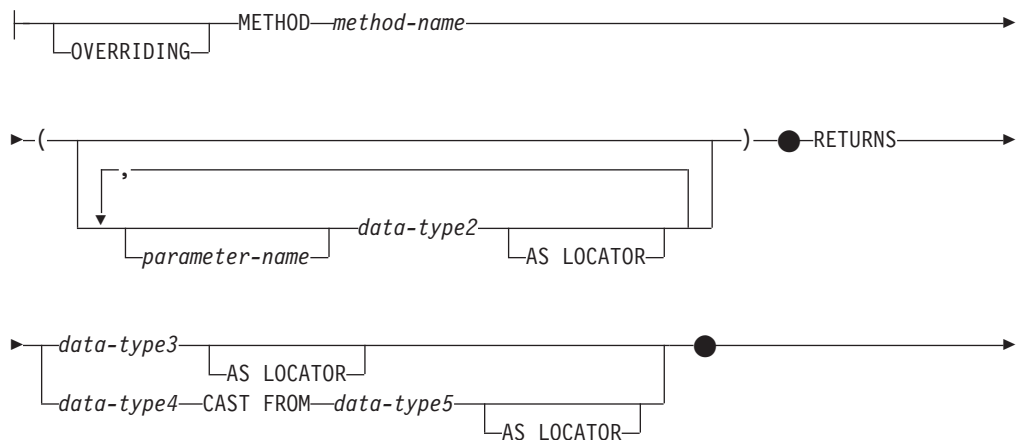 METHOD method-name
OVERRIDING
( ) RETURNS
,
data-type2
parameter-name AS LOCATOR
data-type3
AS LOCATOR
data-type4 CAST FROM data-type5
AS LOCATOR